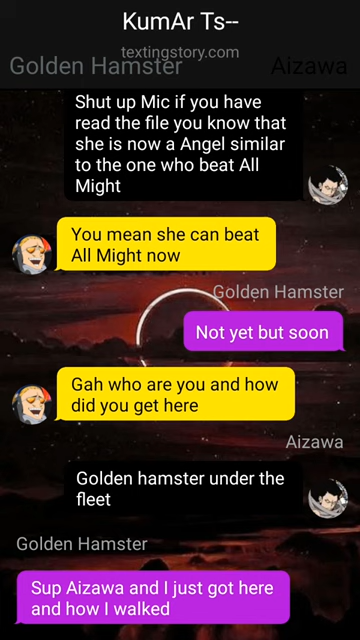 KumAr Ts--
textingstory.com
Golden Hamster
Aizawa
Shut up Mic if you have
read the file you know that
she is now a Angel similar
to the one who beat All
Might
You mean she can beat
All Might now
Golden Hamster
Not yet but soon
Gah who are you and how
did you get here
Aizawa
Golden hamster under the
fleet
Golden Hamster
Sup Aizawa and I just got here
and how I walked